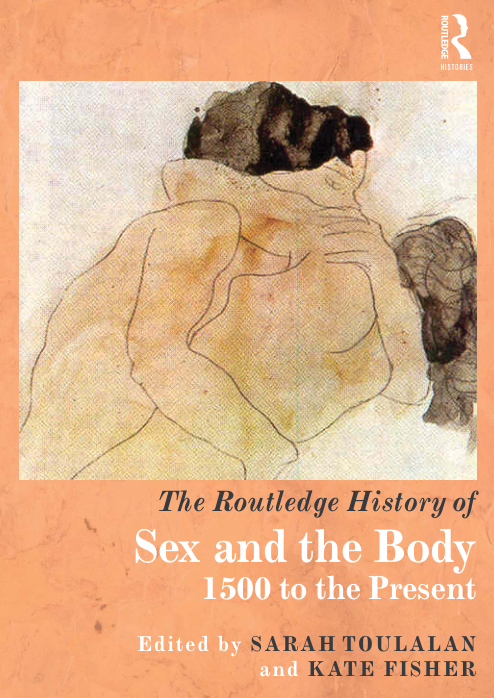 ROUTLEDGE
HISTORIES
The Routledge History of
Sex and the Body
1500 to the Present
Edited by SARAH TOULALAN
and KATE FISHER